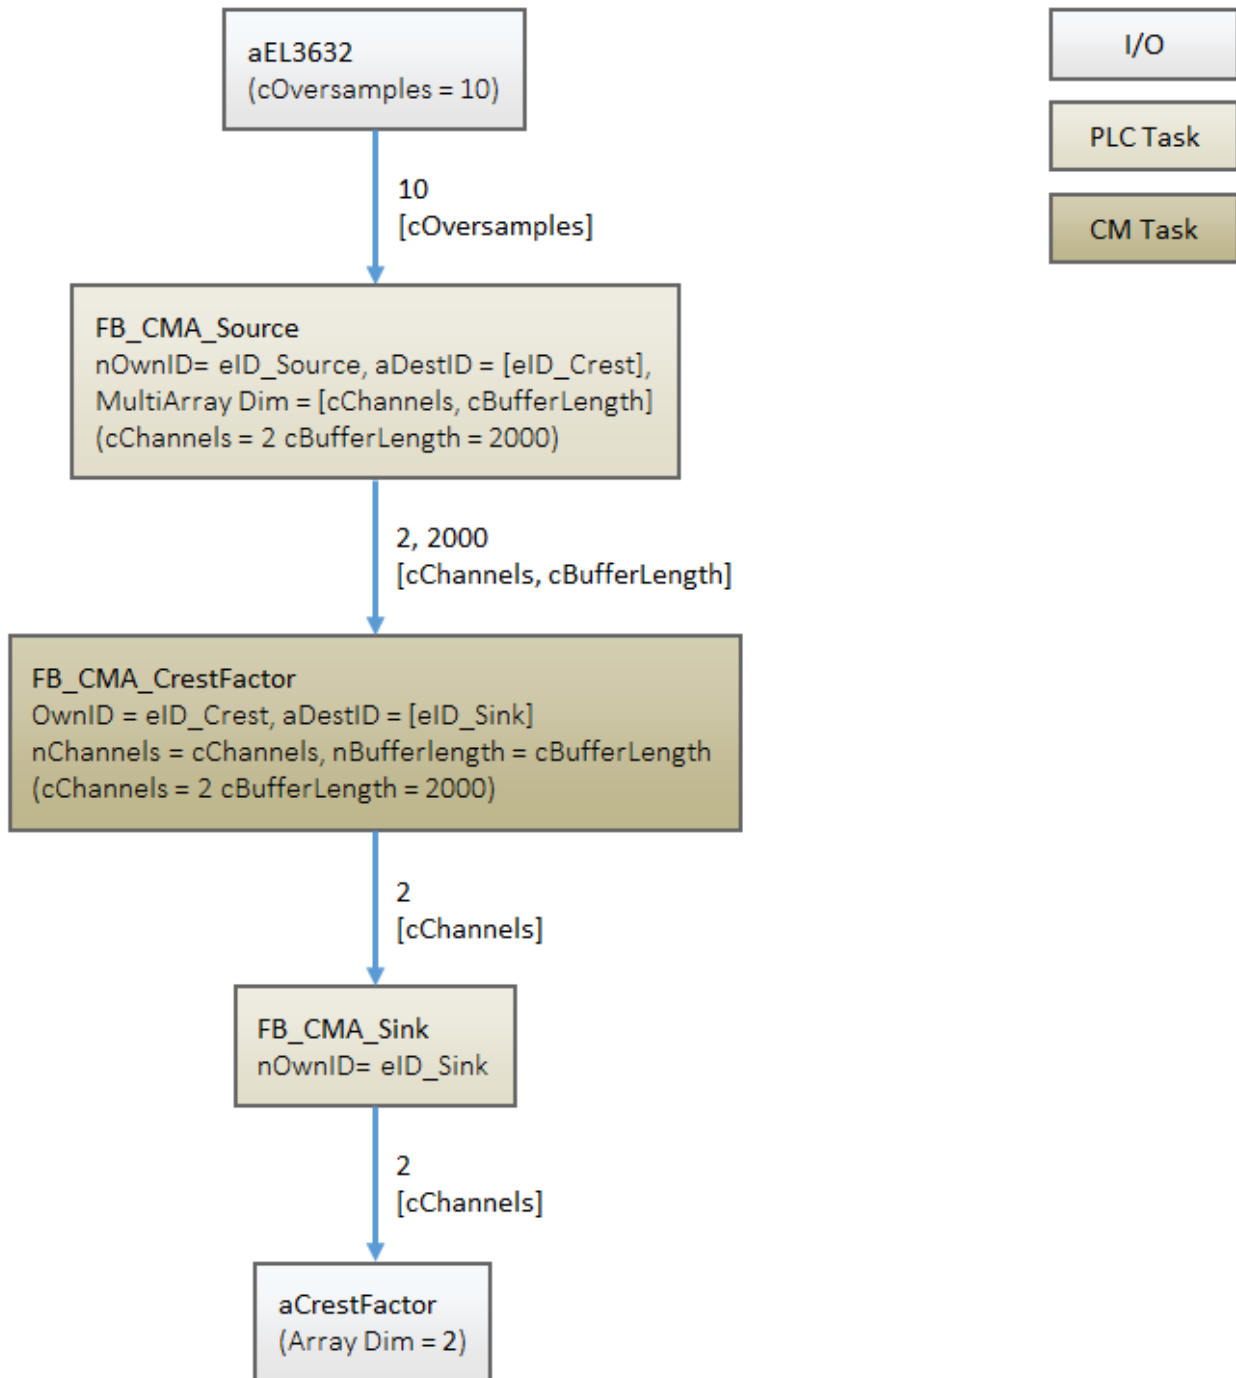 aEL3632
(cOversamples = 10)
10
[cOversamples]
FB_CMA_Source
nOwnID= eID_Source, aDestID = [eID_Crest],
MultiArray Dim = [cChannels, cBufferLength]
(cChannels = 2 cBufferLength = 2000)
2, 2000
[cChannels, cBufferLength]
FB_CMA_CrestFactor
OwnID = eID_Crest, aDestID = [eID_Sink]
nChannels = cChannels, nBufferlength = cBufferLength
(cChannels = 2 cBufferLength = 2000)
2
[cChannels]
FB_CMA_Sink
nOwnID= eID_Sink
2
[cChannels]
aCrestFactor
(Array Dim = 2)
I/O
PLC Task
CM Task